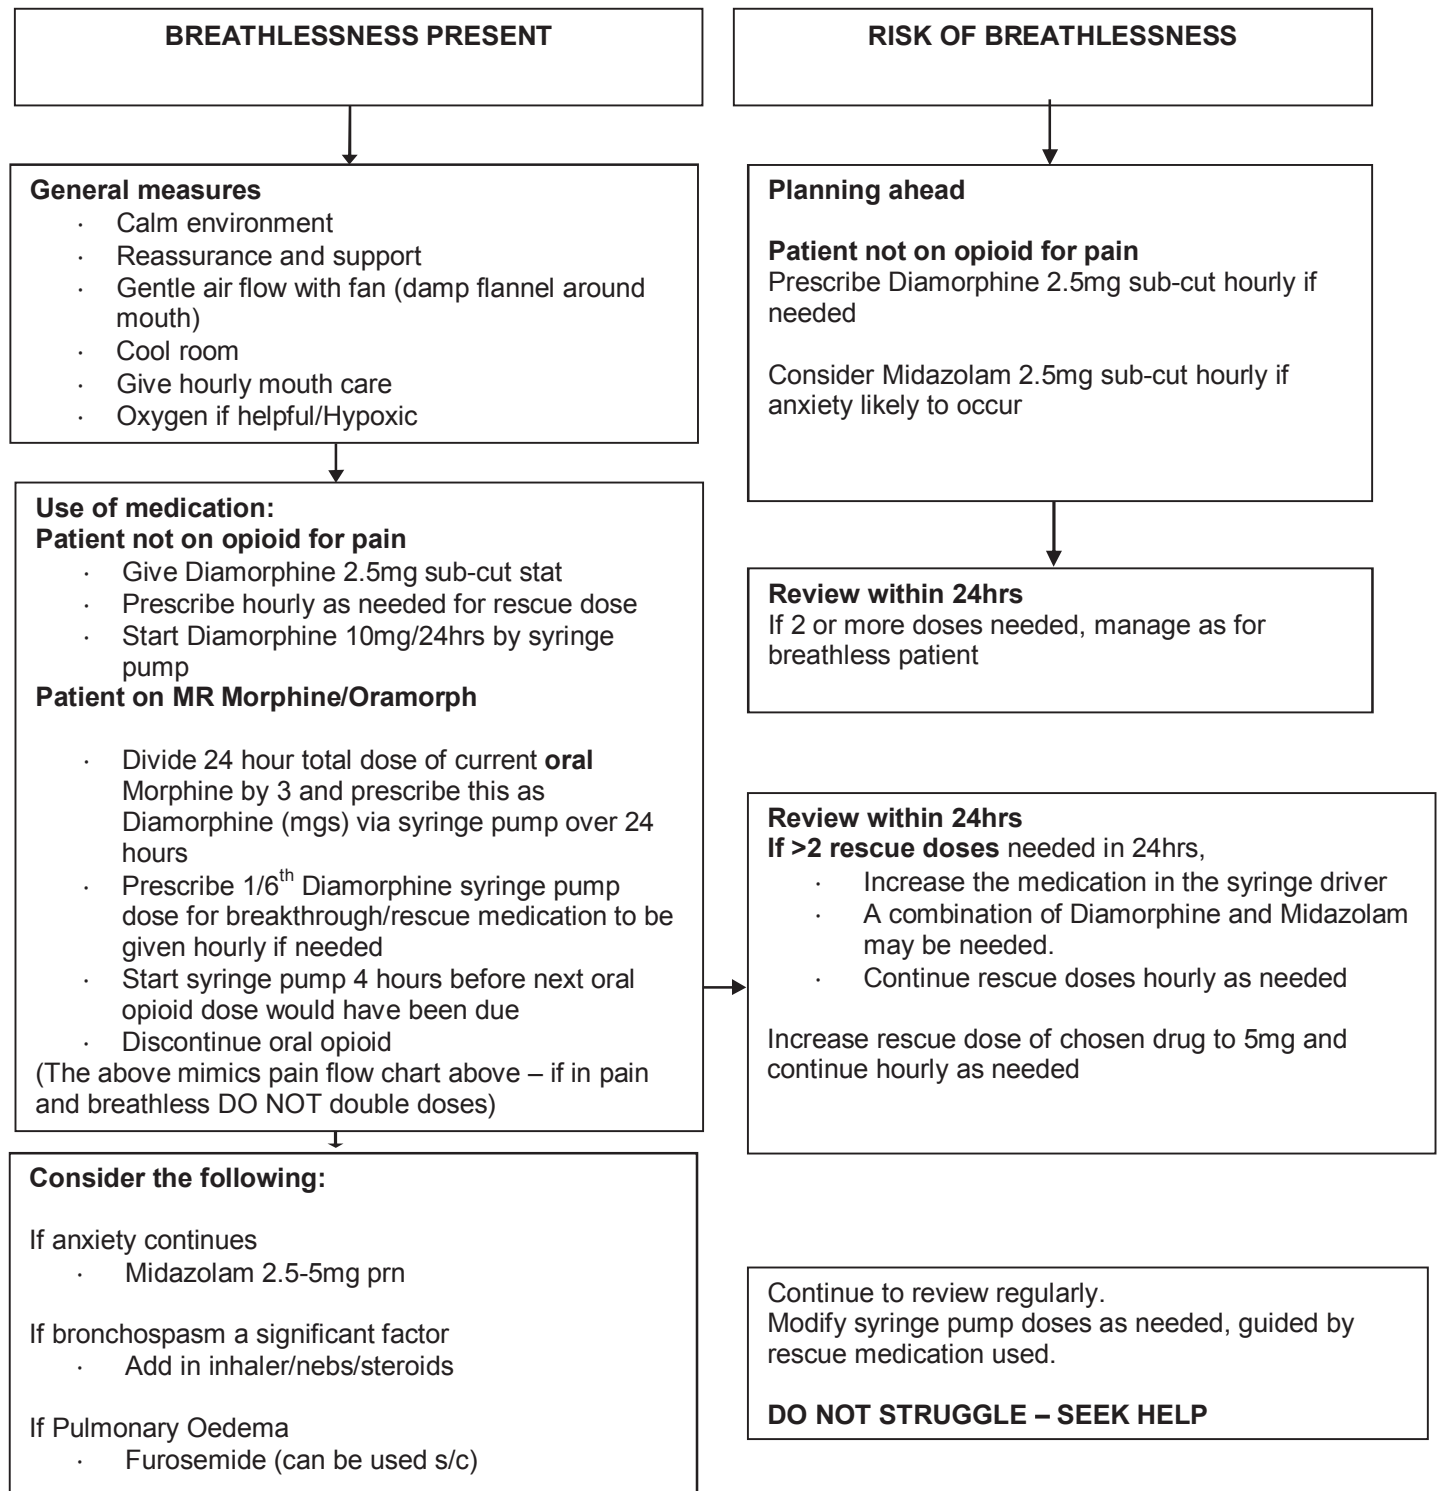 BREATHLESSNESS PRESENT
General measures
· Calm environment
· Reassurance and support
· Gentle air flow with fan (damp flannel around
mouth)
· Cool room
· Give hourly mouth care
· Oxygen if helpful/Hypoxic
Use of medication:
Patient not on opioid for pain
· Give Diamorphine 2.5mg sub-cut stat
· Prescribe hourly as needed for rescue dose
· Start Diamorphine 10mg/24hrs by syringe
pump
Patient on MR Morphine/Oramorph
· Divide 24 hour total dose of current oral
Morphine by 3 and prescribe this as
Diamorphine (mgs) via syringe pump over 24
hours
· Prescribe 1/6th Diamorphine syringe pump
dose for breakthrough/rescue medication to be
given hourly if needed
· Start syringe pump 4 hours before next oral
opioid dose would have been due
· Discontinue oral opioid
(The above mimics pain flow chart above – if in pain
and breathless DO NOT double doses)
Consider the following:
If anxiety continues
· Midazolam 2.5-5mg prn
If bronchospasm a significant factor
· Add in inhaler/nebs/steroids
If Pulmonary Oedema
· Furosemide (can be used s/c)
RISK OF BREATHLESSNESS
Planning ahead
Patient not on opioid for pain
Prescribe Diamorphine 2.5mg sub-cut hourly if
needed
Consider Midazolam 2.5mg sub-cut hourly if
anxiety likely to occur
Review within 24hrs
If 2 or more doses needed, manage as for
breathless patient
Review within 24hrs
If >2 rescue doses needed in 24hrs,
· Increase the medication in the syringe driver
· A combination of Diamorphine and Midazolam
may be needed.
· Continue rescue doses hourly as needed
Increase rescue dose of chosen drug to 5mg and
continue hourly as needed
Continue to review regularly.
Modify syringe pump doses as needed, guided by
rescue medication used.
DO NOT STRUGGLE – SEEK HELP